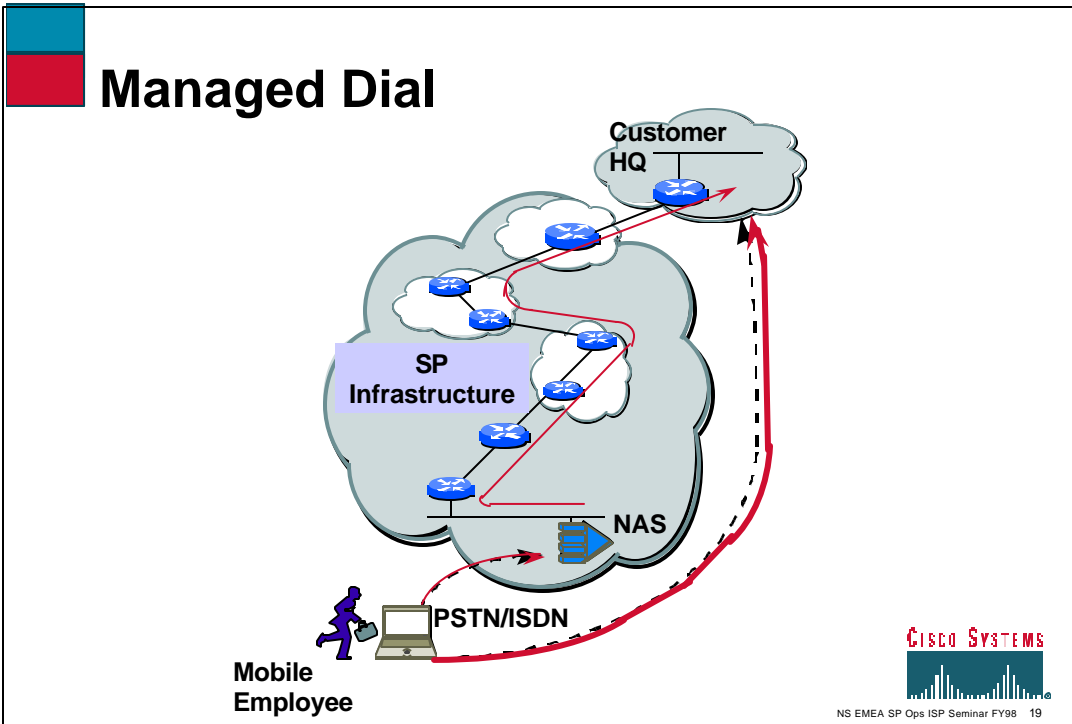 Managed Dial
Customer
HQ
SP
Infrastructure
NAS
PSTN/ISDN
Mobile
Employee
CISCO SYSTEMS
NS EMEA SP Ops ISP Seminar FY98 19